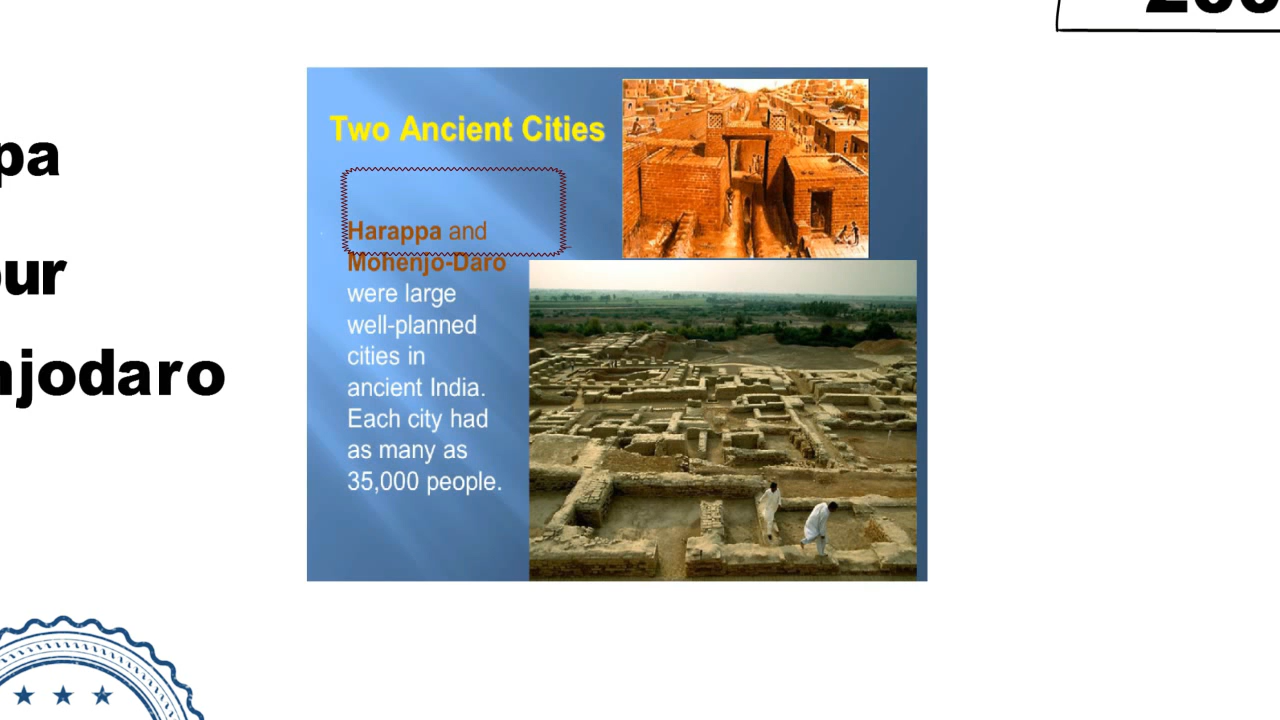 pa
ur
njodaro
Two Ancient Cities
Harappa and
Mohenjo-Daro
were large
well-planned
cities in
ancient India.
Each city had
as many as
35,000 people.